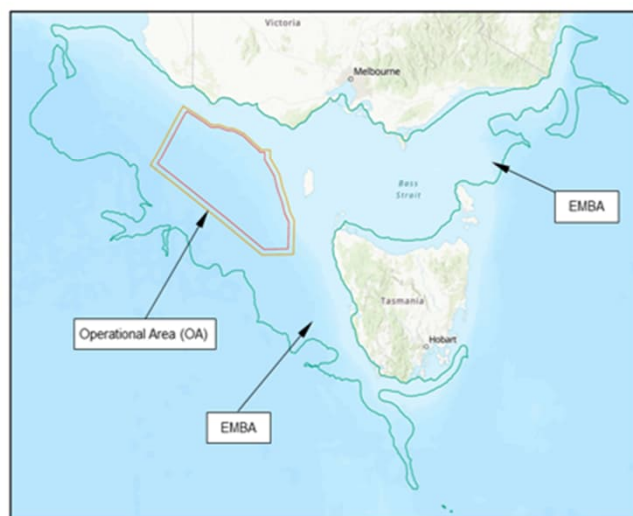 Victoria
Melbourne
Bass
Strait
EMBA
Tasmania
Operational Area (OA)
Hobart
EMBA